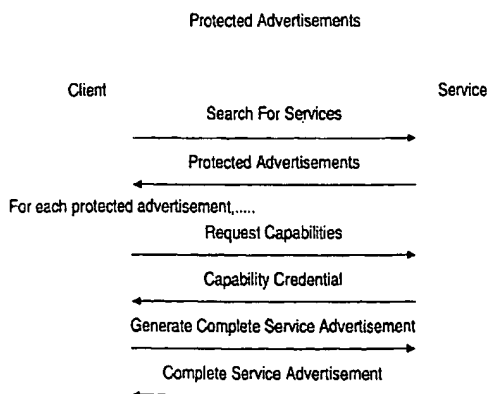 Protected Advertisements
Client
Service
Search For Services
Protected Advertisements
For each protected advertisement,.....
Request Capabilities
Capability Credential
Generate Complete Service Advertisement
Complete Service Advertisement